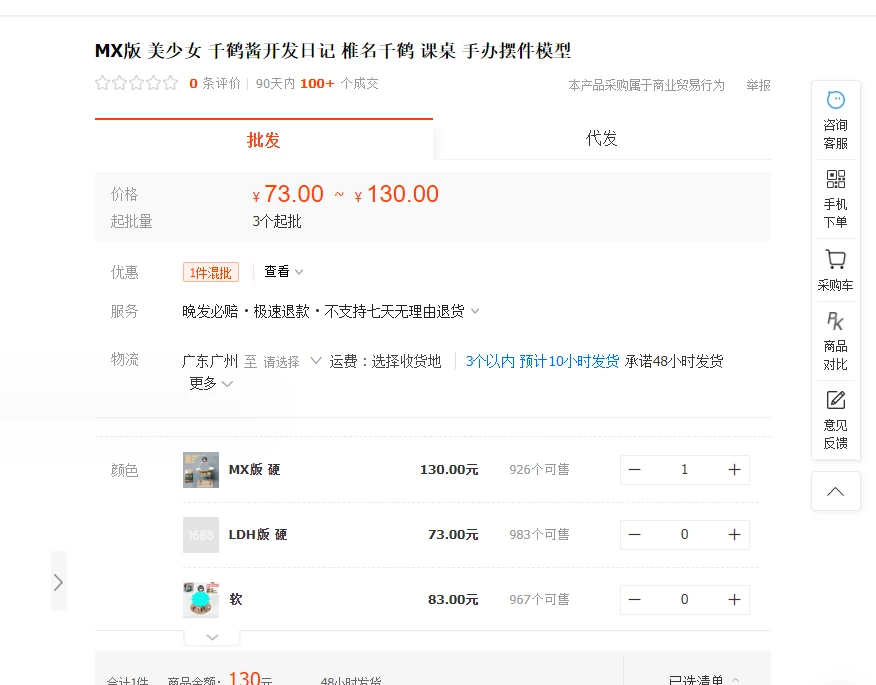 MX版 美少女 千鹤酱开发日记 椎名千鹤 课桌 手办摆件模型
0 条评价 90天内 100+ 个成交 本产品采购属于商业贸易行为 举报
批发 代发
价格 ¥ 73.00 ~ ¥ 130.00
起批量 3个起批
优惠 1件混批 查看
服务 晚发必赔·极速退款·不支持七天无理由退货
物流 广东广州 至 请选择 运费：选择收货地 3个以内 预计10小时发货 承诺48小时发货
更多
颜色 MX版 硬 130.00元 926个可售 — 1 +
1688 LDH版 硬 73.00元 983个可售 — 0 +
软 83.00元 967个可售 — 0 +
合计1件 商品金额: 130元 48小时发货 已选清单
咨询
客服
手机
下单
采购车
PK
商品
对比
意见
反馈